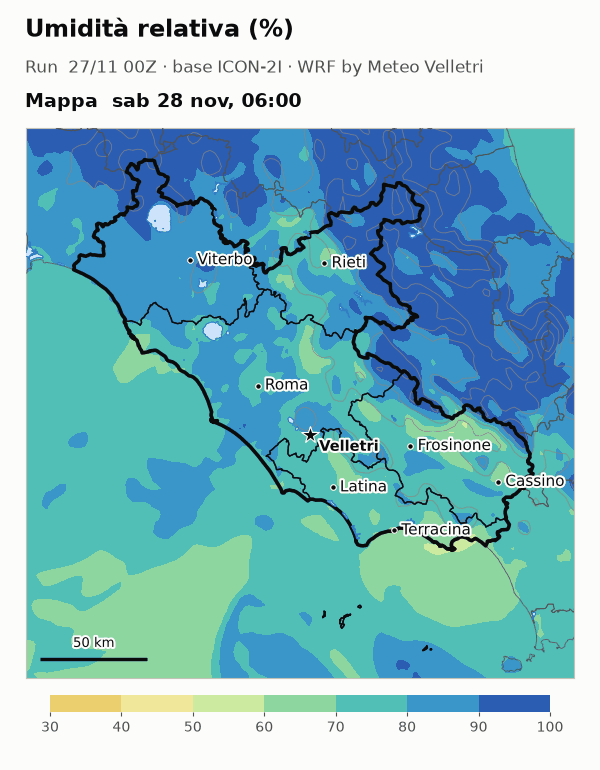 Umidità relativa (%)
Run 27/11 00Z · base ICON-2I · WRF by Meteo Velletri
Mappa sab 28 nov, 06:00
Viterbo
Rieti
Roma
Velletri
Frosinone
Cassino
Latina
Terracina
50 km
30 40 50 60 70 80 90 100